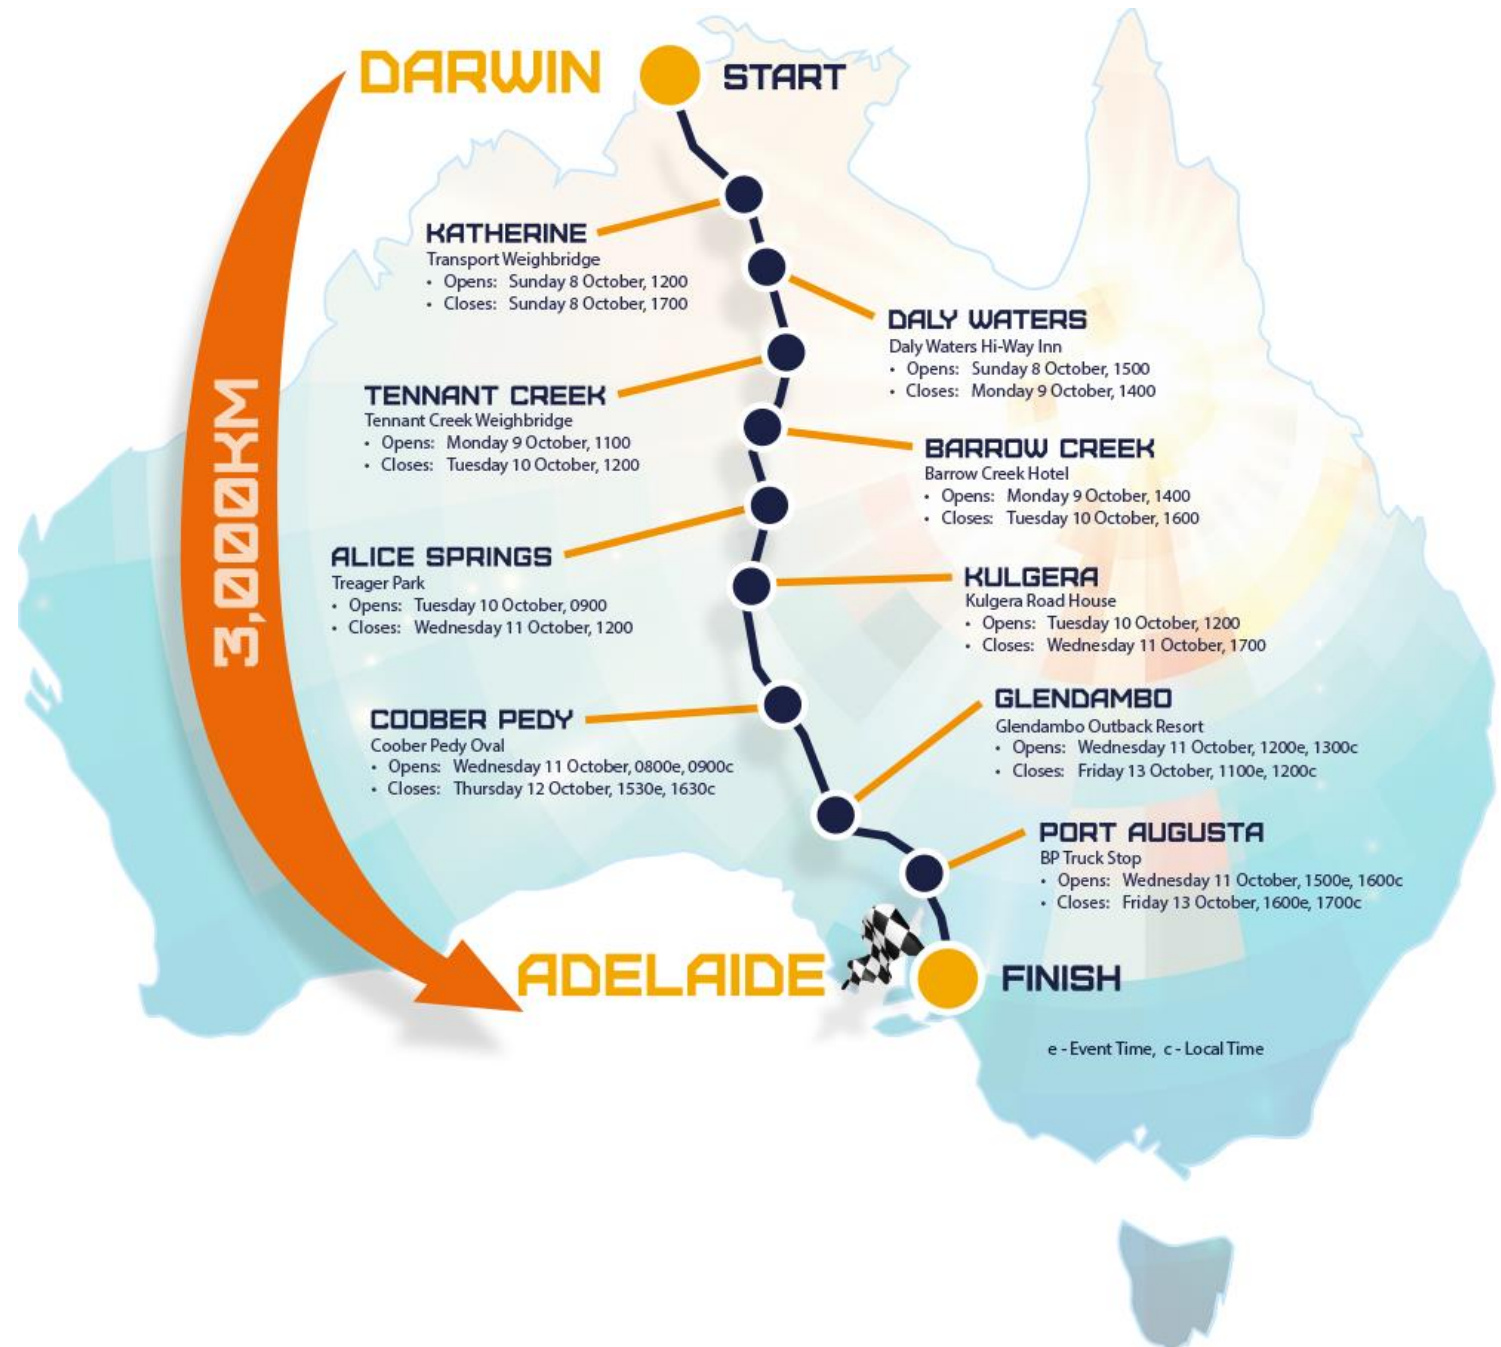 DARWIN
START
KATHERINE
Transport Weighbridge
• Opens: Sunday 8 October, 1200
• Closes: Sunday 8 October, 1700
DALY WATERS
Daly Waters Hi-Way Inn
• Opens: Sunday 8 October, 1500
• Closes: Monday 9 October, 1400
TENNANT CREEK
Tennant Creek Weighbridge
• Opens: Monday 9 October, 1100
• Closes: Tuesday 10 October, 1200
BARROW CREEK
Barrow Creek Hotel
• Opens: Monday 9 October, 1400
• Closes: Tuesday 10 October, 1600
3,000KM
ALICE SPRINGS
Treager Park
• Opens: Tuesday 10 October, 0900
• Closes: Wednesday 11 October, 1200
KULGERA
Kulgera Road House
• Opens: Tuesday 10 October, 1200
• Closes: Wednesday 11 October, 1700
COOBER PEDY
Coober Pedy Oval
• Opens: Wednesday 11 October, 0800e, 0900c
• Closes: Thursday 12 October, 1530e, 1630c
GLENDAMBO
Glendambo Outback Resort
• Opens: Wednesday 11 October, 1200e, 1300c
• Closes: Friday 13 October, 1100e, 1200c
PORT AUGUSTA
BP Truck Stop
• Opens: Wednesday 11 October, 1500e, 1600c
• Closes: Friday 13 October, 1600e, 1700c
ADELAIDE
FINISH
e - Event Time, c - Local Time